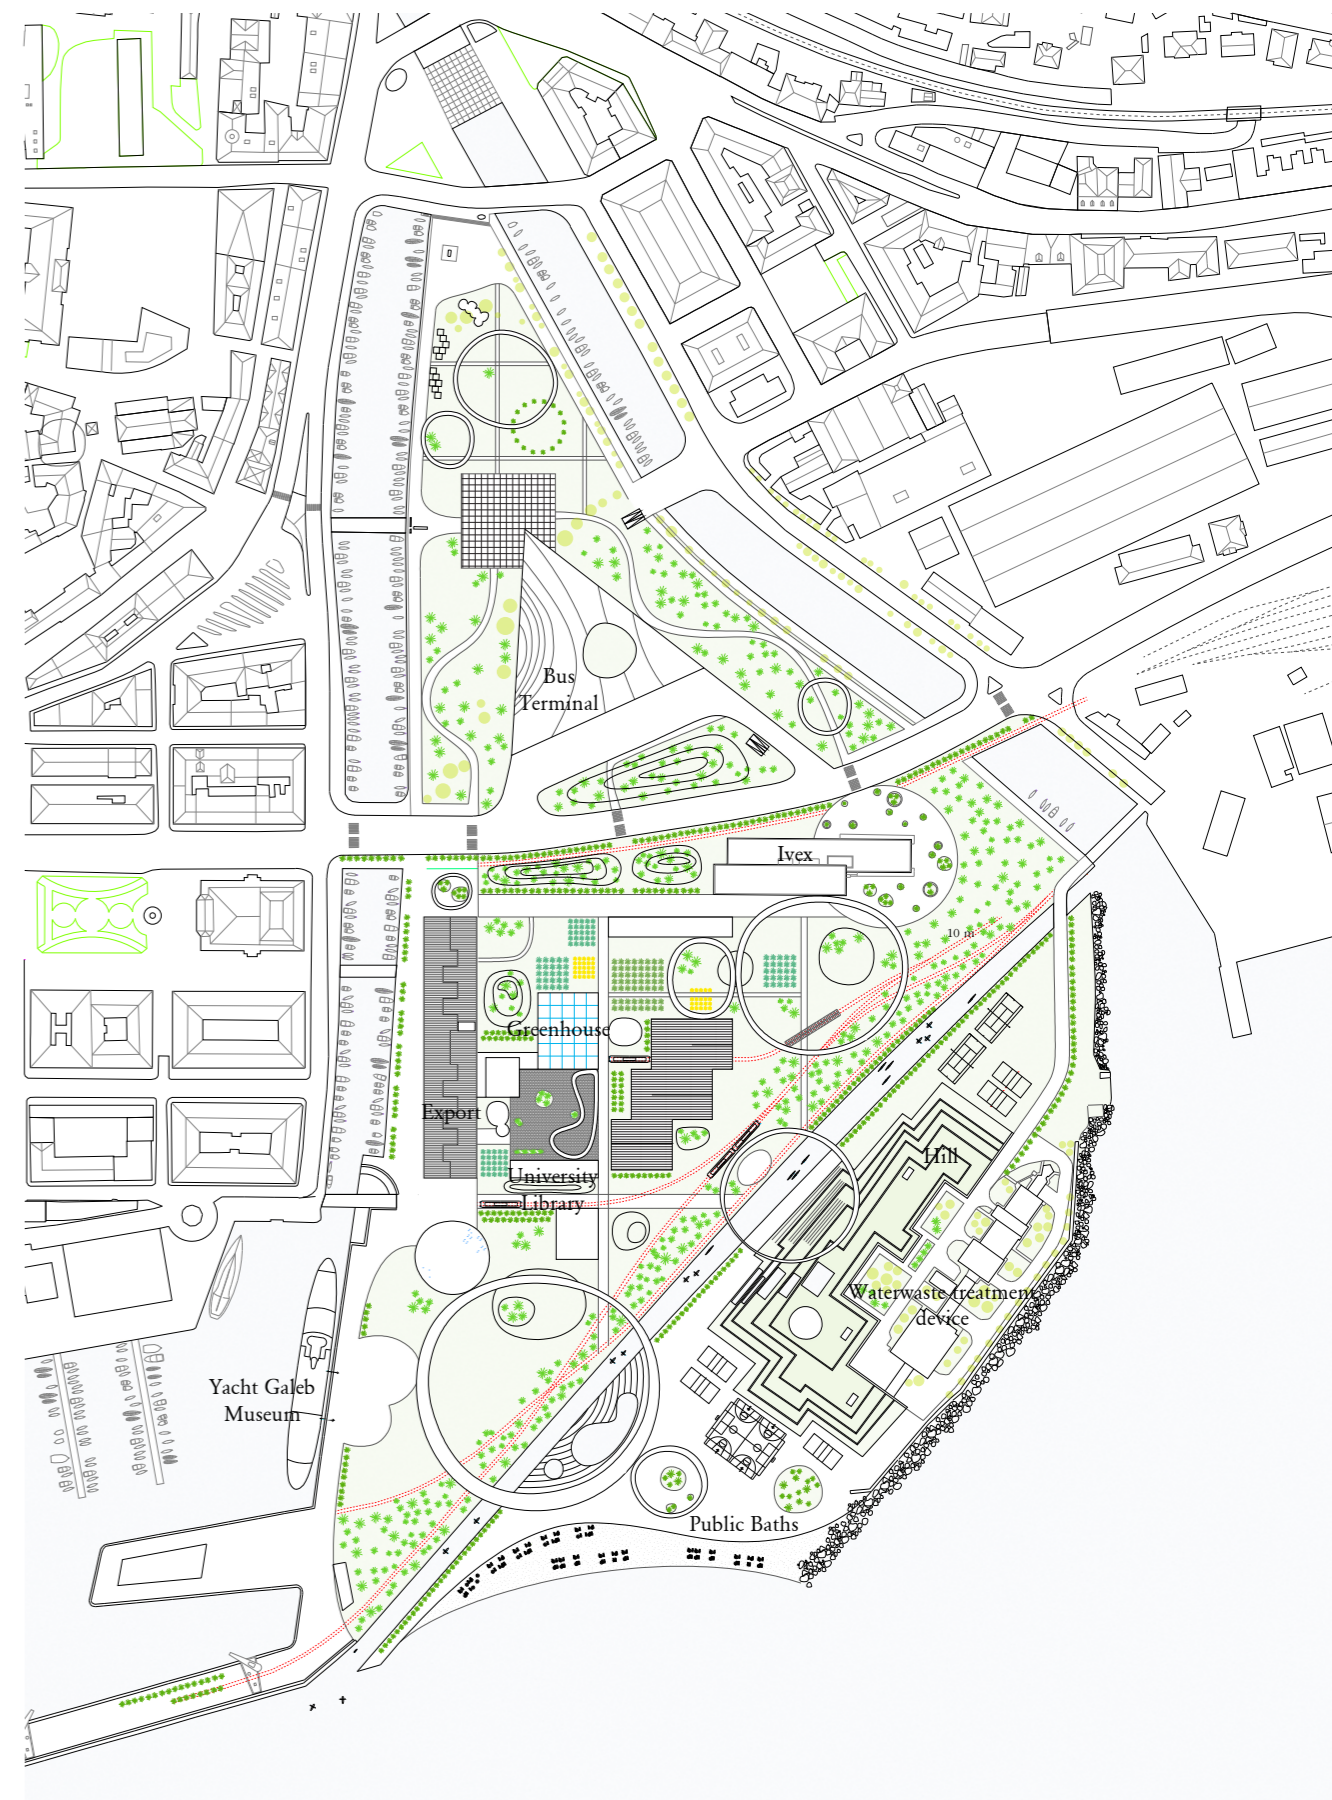 Bus
Terminal
Ivex
10 m
Greenhouse
Export
Hill
University
Library
Waterwaste treatment
device
Yacht Galeb
Museum
Public Baths